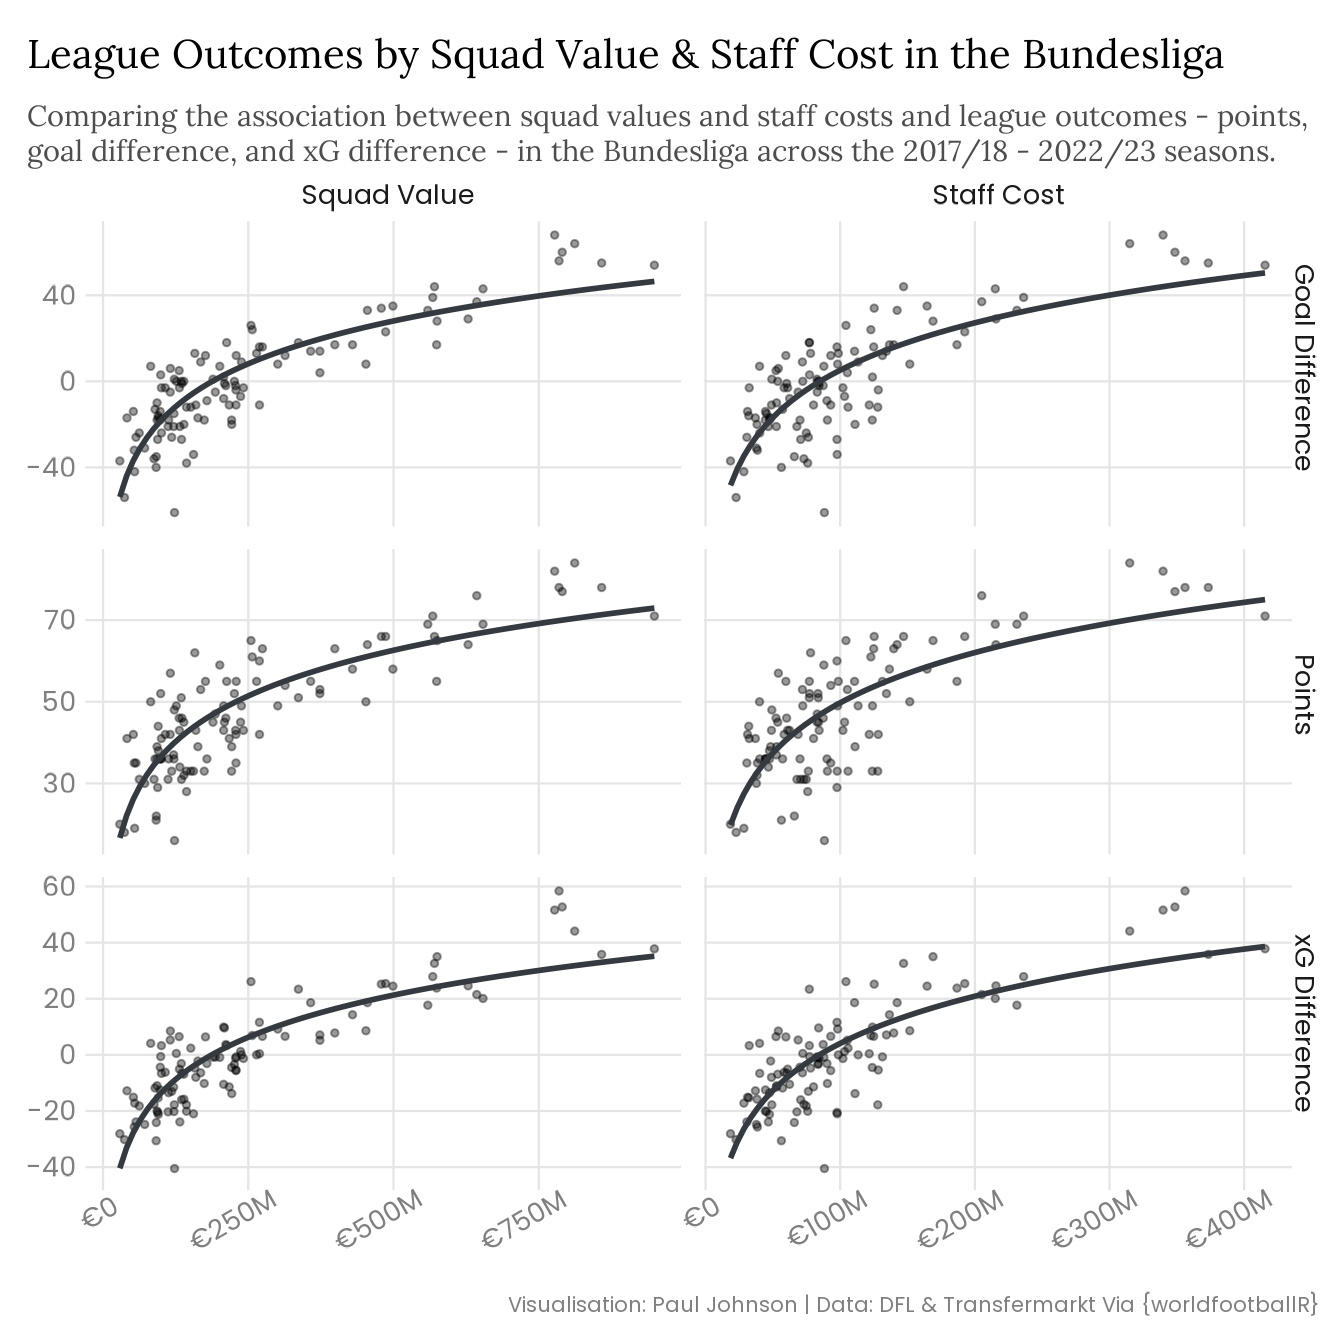 League Outcomes by Squad Value & Staff Cost in the Bundesliga
Comparing the association between squad values and staff costs and league outcomes - points,
goal difference, and xG difference - in the Bundesliga across the 2017/18 - 2022/23 seasons.
Squad Value
Staff Cost
40
0
−40
Goal Difference
70
50
30
Points
60
40
20
0
−20
−40
xG Difference
€0
€250M
€500M
€750M
€0
€100M
€200M
€300M
€400M
Visualisation: Paul Johnson | Data: DFL & Transfermarkt Via {worldfootballR}